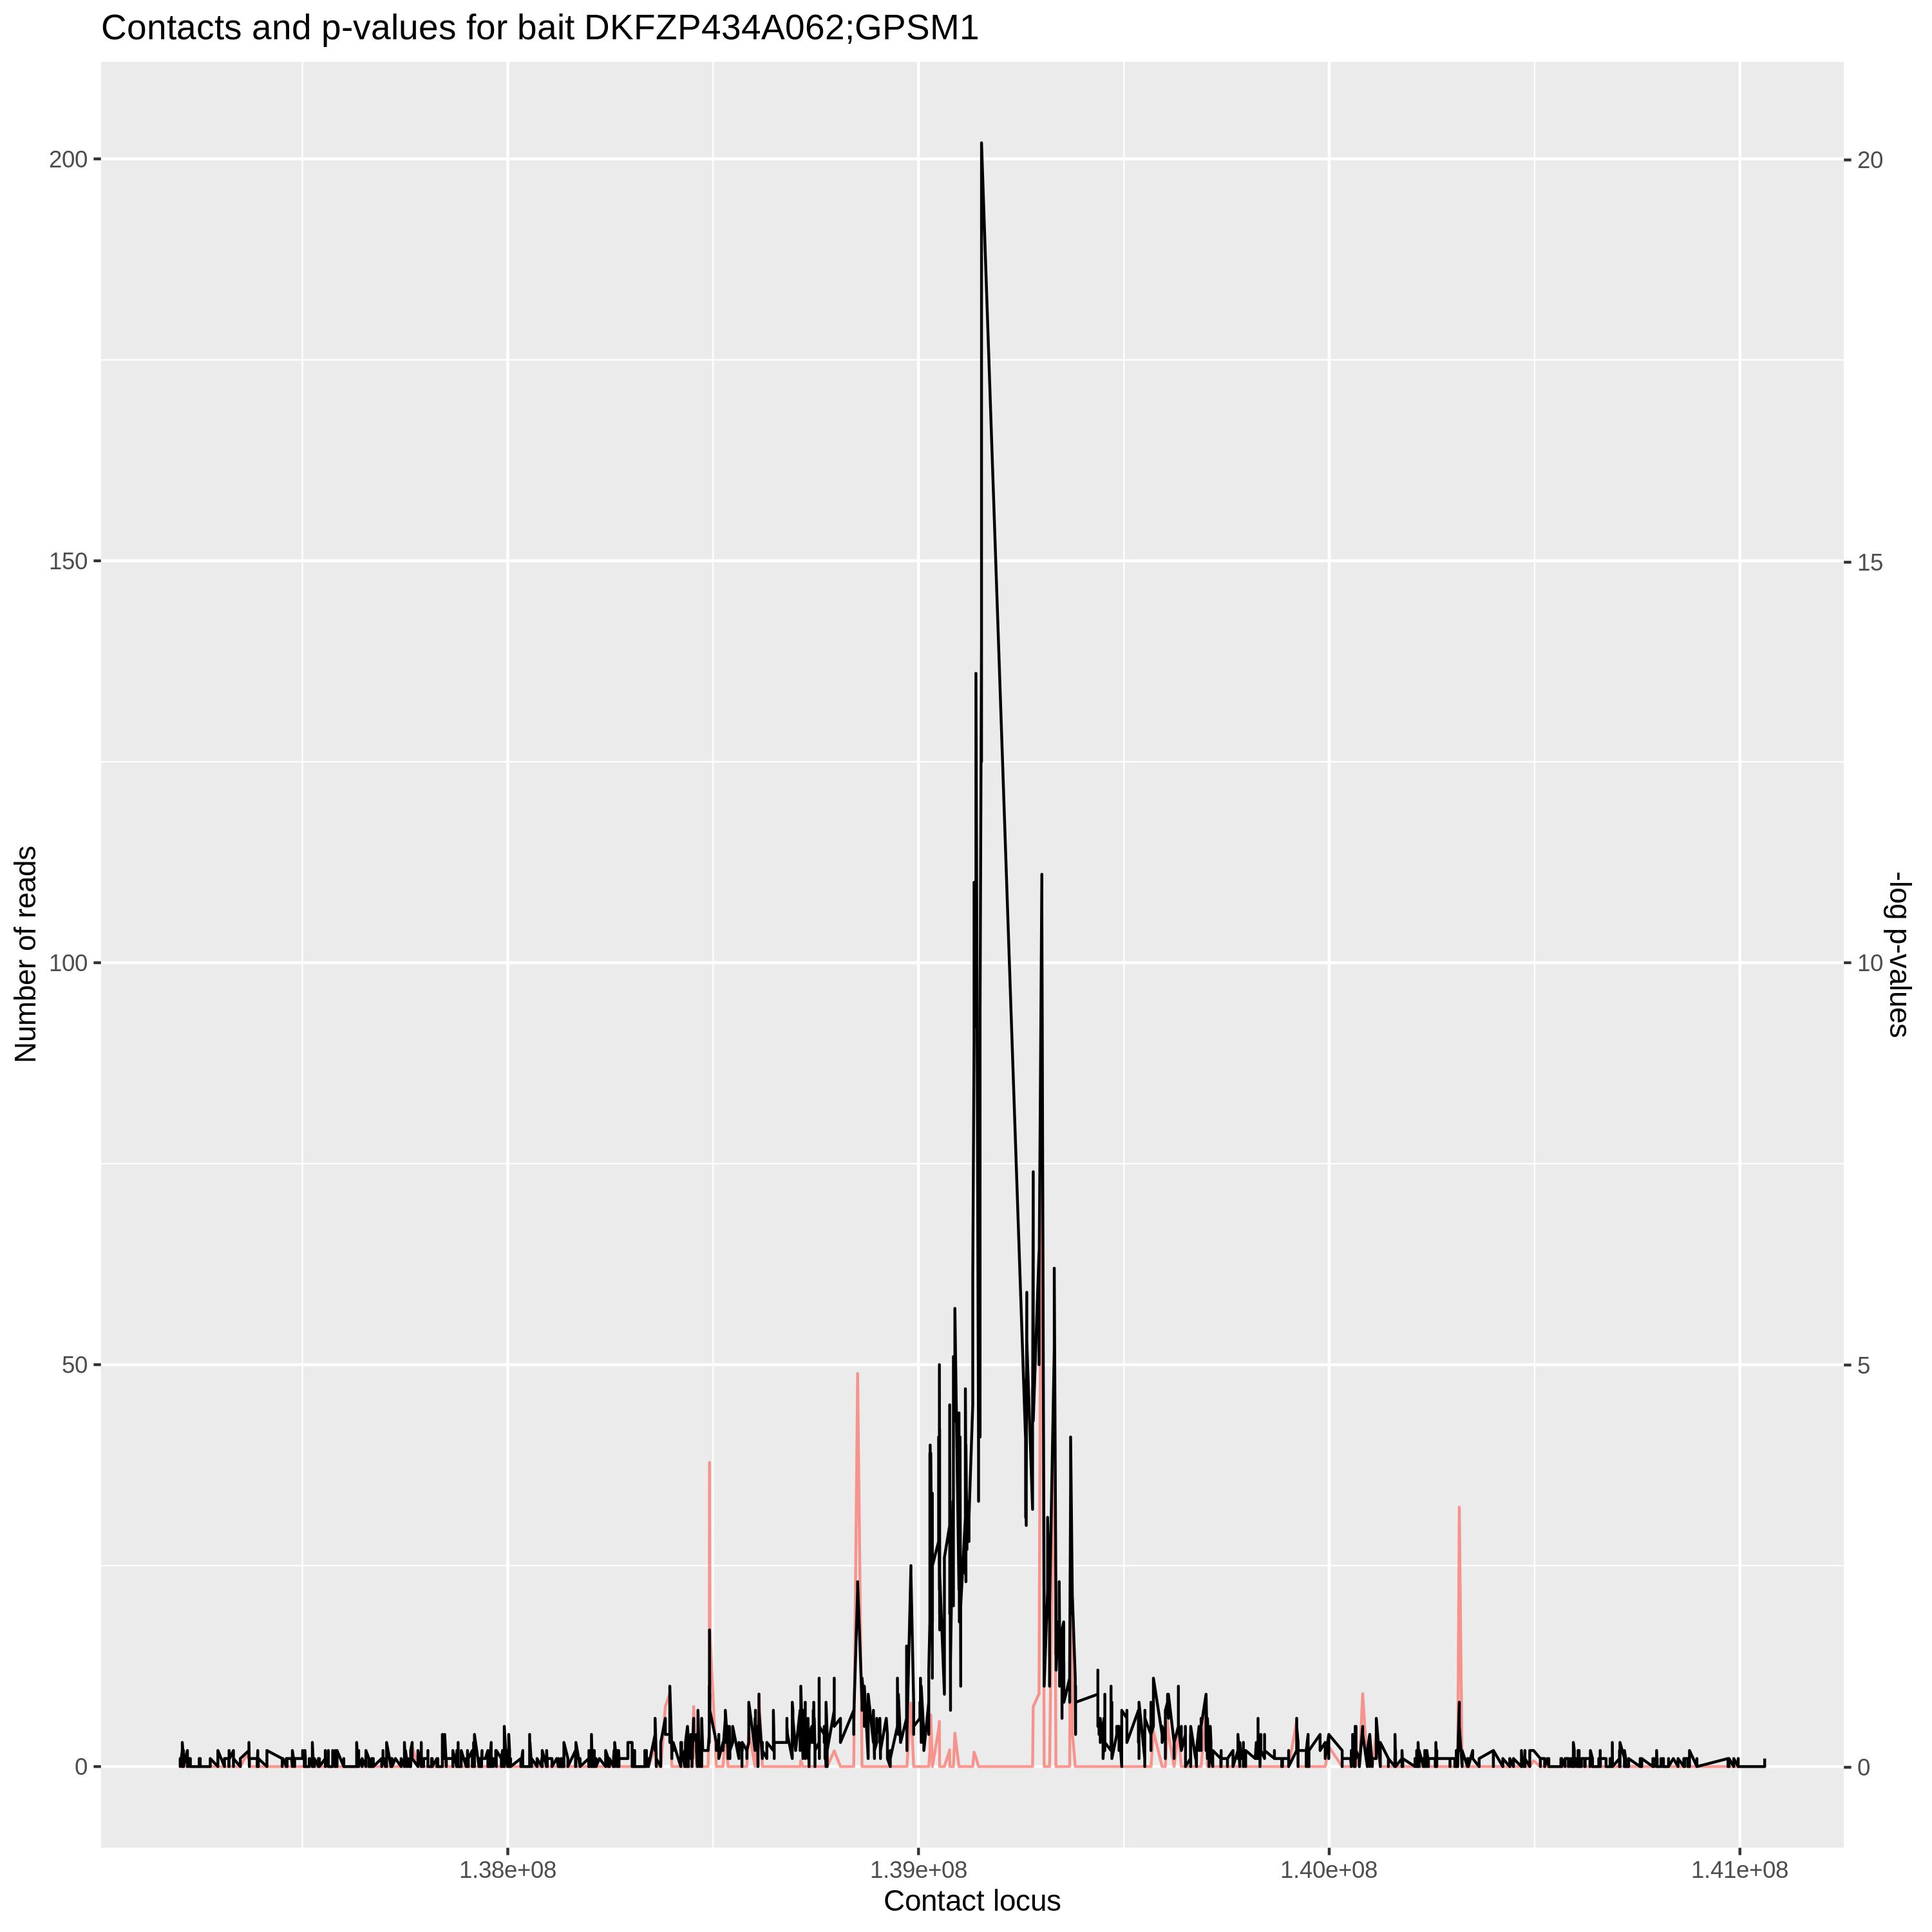 Contacts and p-values for bait DKFZP434A062;GPSM1
200
150
100
50
0
20
15
10
5
0
Number of reads
-log p-values
1.38e+08
1.39e+08
1.40e+08
1.41e+08
Contact locus